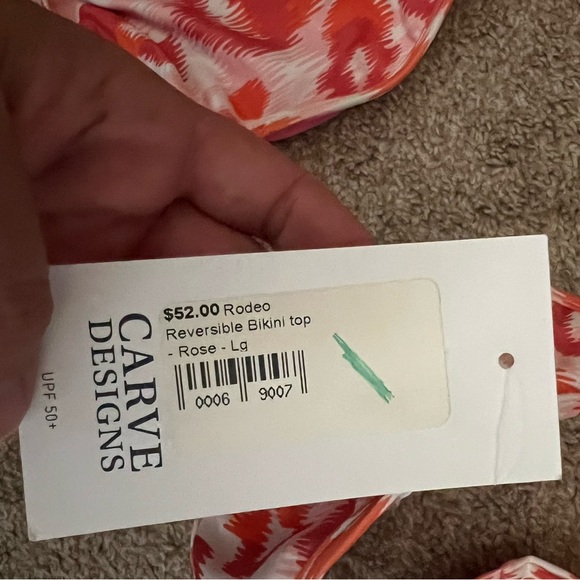 CARVE
DESIGNS
UPF 50+
$52.00 Rodeo
Reversible Bikini top
- Rose - Lg
0006 9007